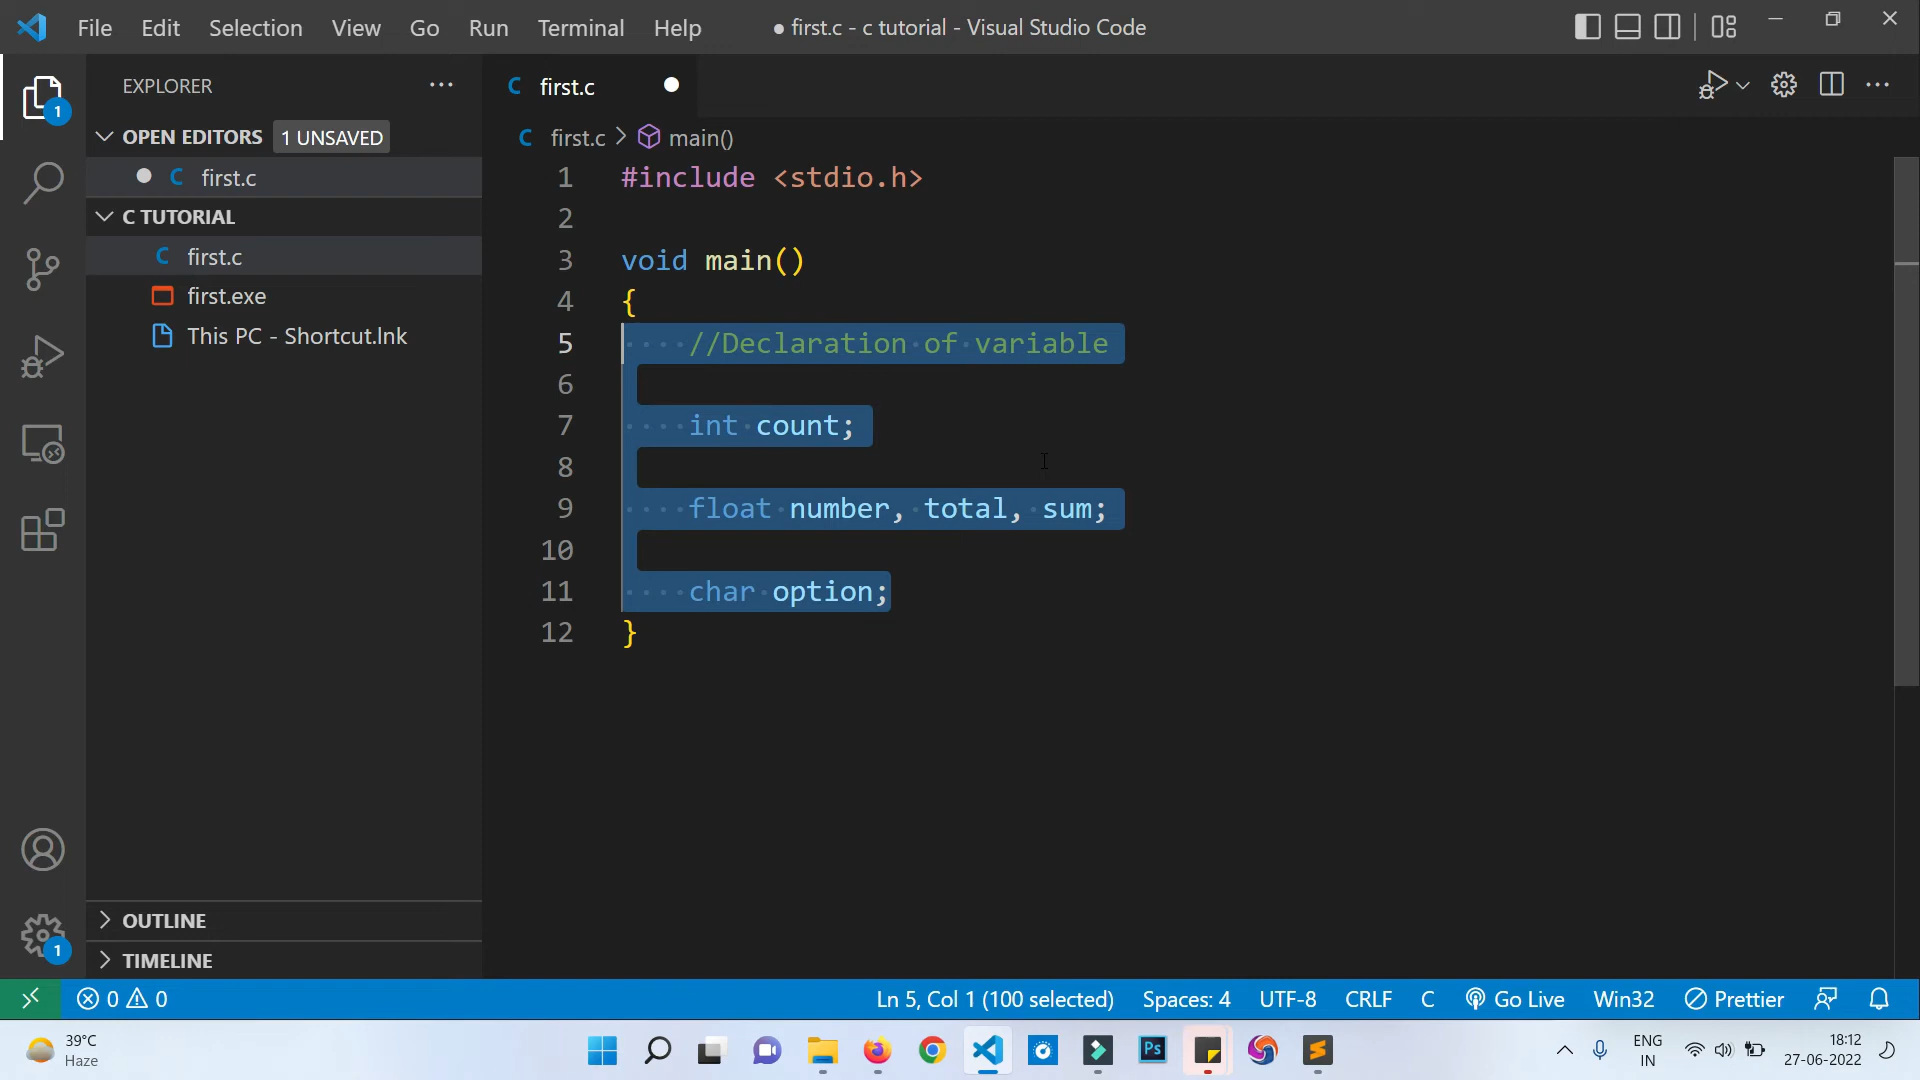 File Edit Selection View Go Run Terminal Help
● first.c - c tutorial - Visual Studio Code
EXPLORER
OPEN EDITORS 1 UNSAVED
first.c
C TUTORIAL
first.c
first.exe
This PC - Shortcut.lnk
OUTLINE
TIMELINE
1
1
C first.c
C first.c > main()
1 #include <stdio.h>
2
3 void main()
4 {
5 //Declaration of variable
6
7 int count;
8
9 float number, total, sum;
10
11 char option;
12 }
0 0
Ln 5, Col 1 (100 selected) Spaces: 4 UTF-8 CRLF C Go Live Win32 Prettier
39°C
Haze
Ps
ENG
IN
18:12
27-06-2022